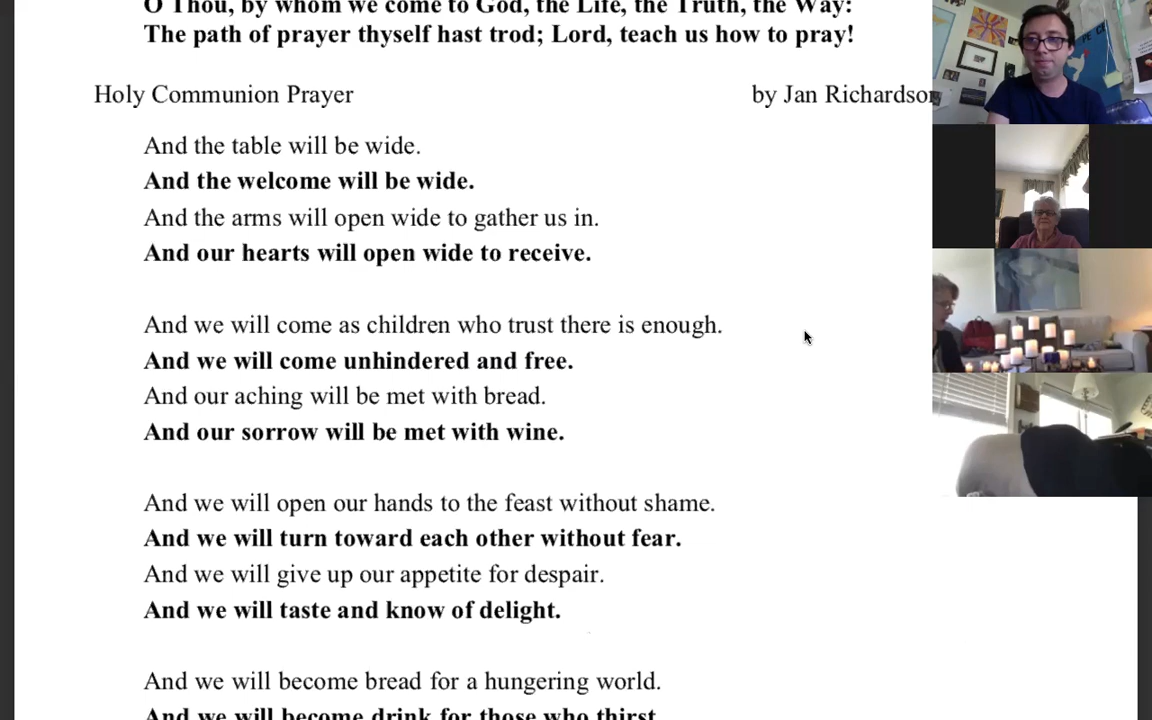 O Thou, by whom we come to God, the Life, the Truth, the Way:
The path of prayer thyself hast trod; Lord, teach us how to pray!
Holy Communion Prayer by Jan Richardson
And the table will be wide.
And the welcome will be wide.
And the arms will open wide to gather us in.
And our hearts will open wide to receive.
And we will come as children who trust there is enough.
And we will come unhindered and free.
And our aching will be met with bread.
And our sorrow will be met with wine.
And we will open our hands to the feast without shame.
And we will turn toward each other without fear.
And we will give up our appetite for despair.
And we will taste and know of delight.
And we will become bread for a hungering world.
And we will become drink for those who thirst